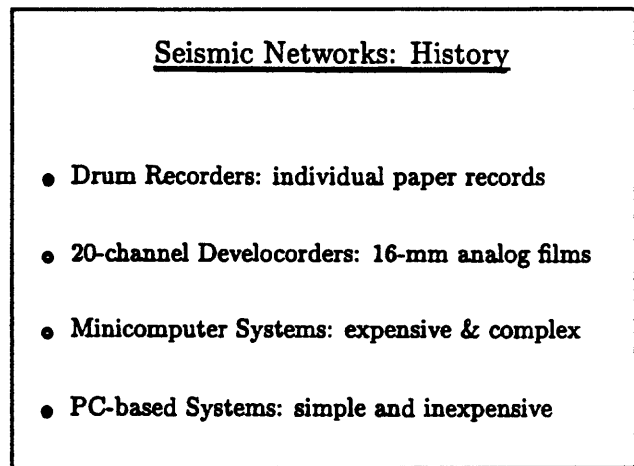 Seismic Networks: History
• Drum Recorders: individual paper records
• 20-channel Develocorders: 16-mm analog films
• Minicomputer Systems: expensive & complex
• PC-based Systems: simple and inexpensive